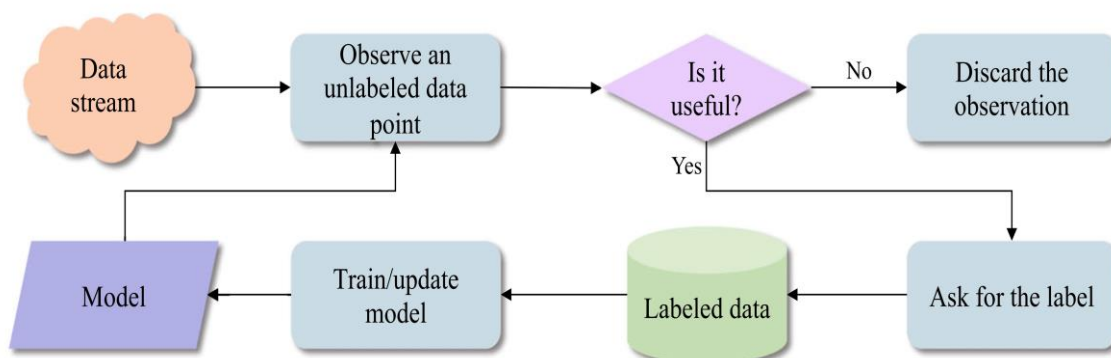 Data
stream
Observe an
unlabeled data
point
Is it
useful?
No
Discard the
observation
Yes
Model
Train/update
model
Labeled data
Ask for the label